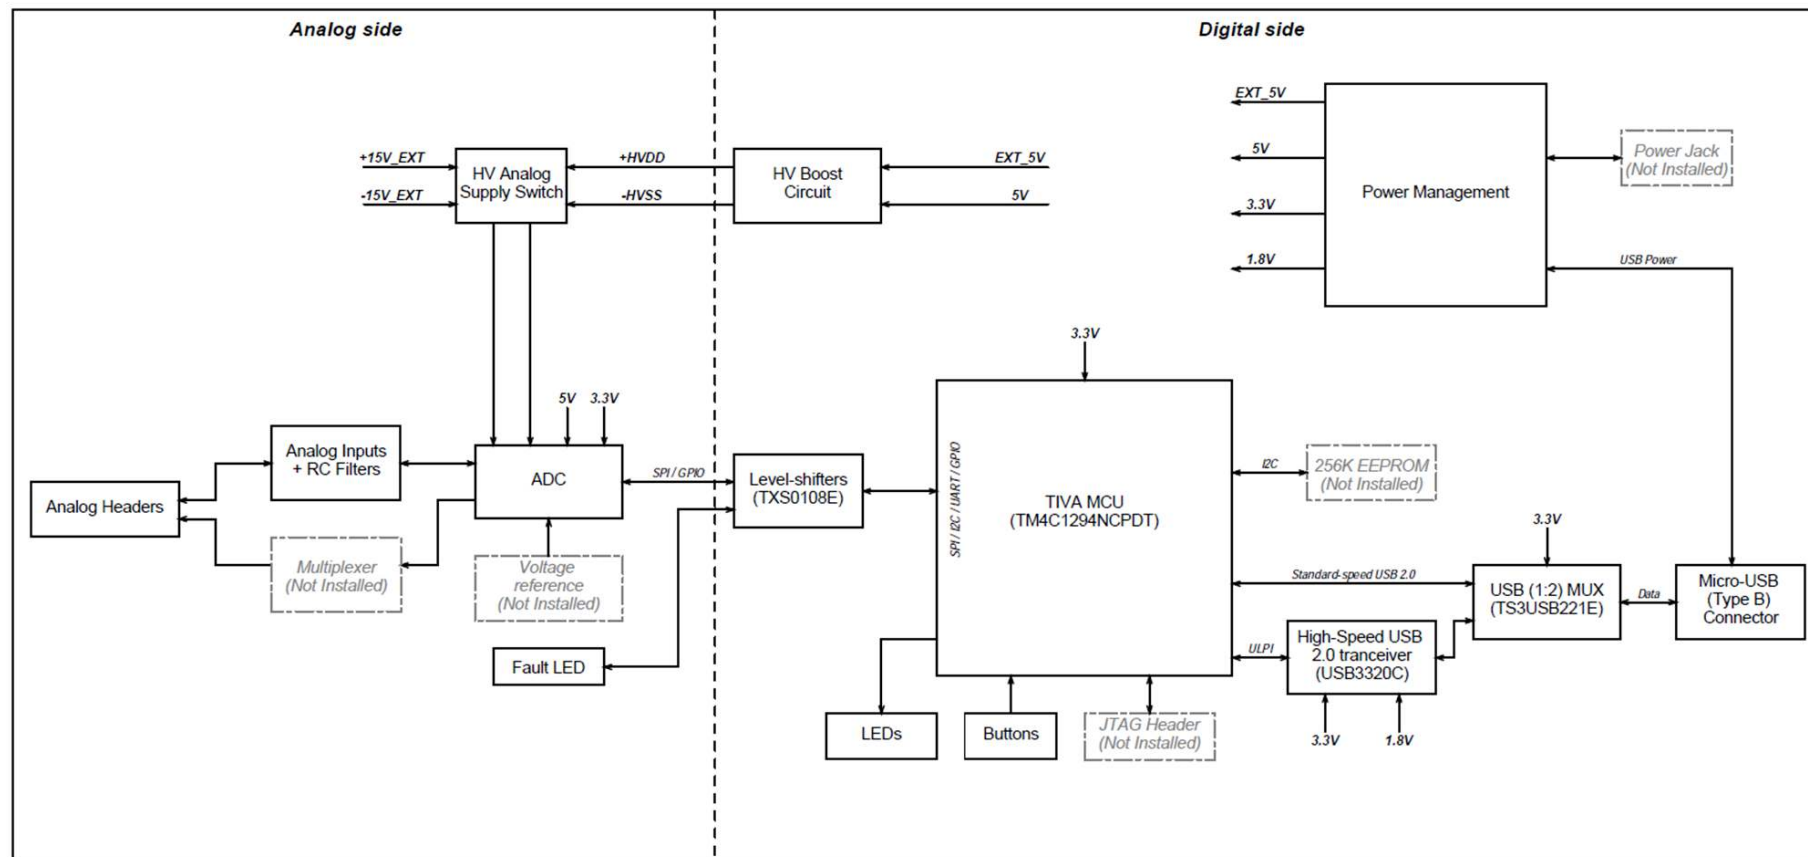 Analog side
Digital side
+15V_EXT
-15V_EXT
HV Analog
Supply Switch
+HVDD
-HVSS
HV Boost
Circuit
EXT_5V
5V
EXT_5V
5V
3.3V
1.8V
Power Management
Power Jack
(Not Installed)
USB Power
Analog Headers
Analog Inputs
+ RC Filters
Multiplexer
(Not Installed)
5V
3.3V
ADC
Voltage
reference
(Not Installed)
Fault LED
SPI / GPIO
Level-shifters
(TXS0108E)
3.3V
SPI / I2C / UART / GPIO
TIVA MCU
(TM4C1294NCPDT)
LEDs
Buttons
JTAG Header
(Not Installed)
I2C
256K EEPROM
(Not Installed)
Standard-speed USB 2.0
ULPI
High-Speed USB
2.0 tranceiver
(USB3320C)
3.3V
1.8V
3.3V
USB (1:2) MUX
(TS3USB221E)
Data
Micro-USB
(Type B)
Connector